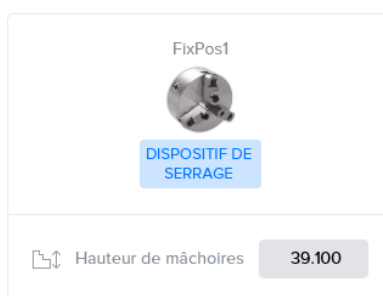 FixPos1
DISPOSITIF DE
SERRAGE
Hauteur de mâchoires 39.100